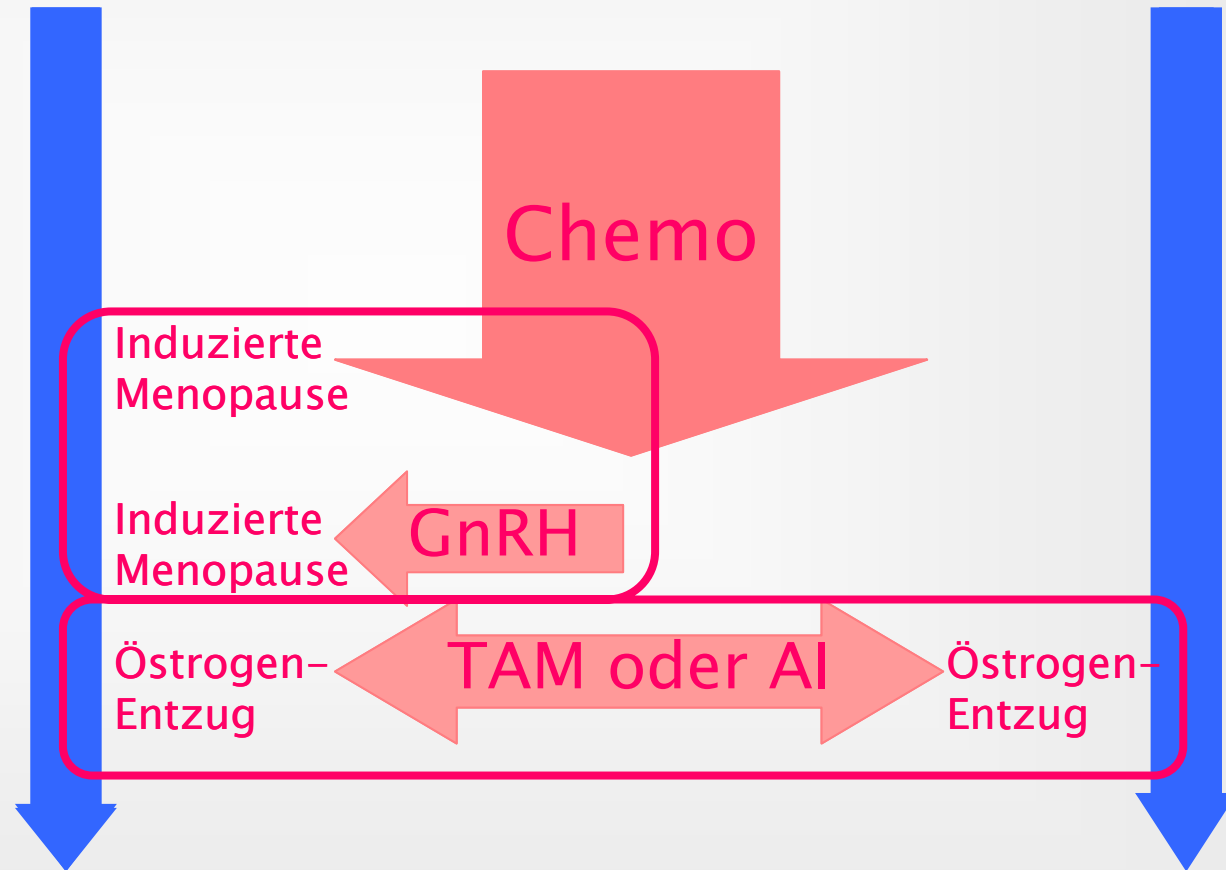 Chemo
Induzierte
Menopause
Induzierte
Menopause
GnRH
Östrogen-
Entzug
TAM oder AI
Östrogen-
Entzug